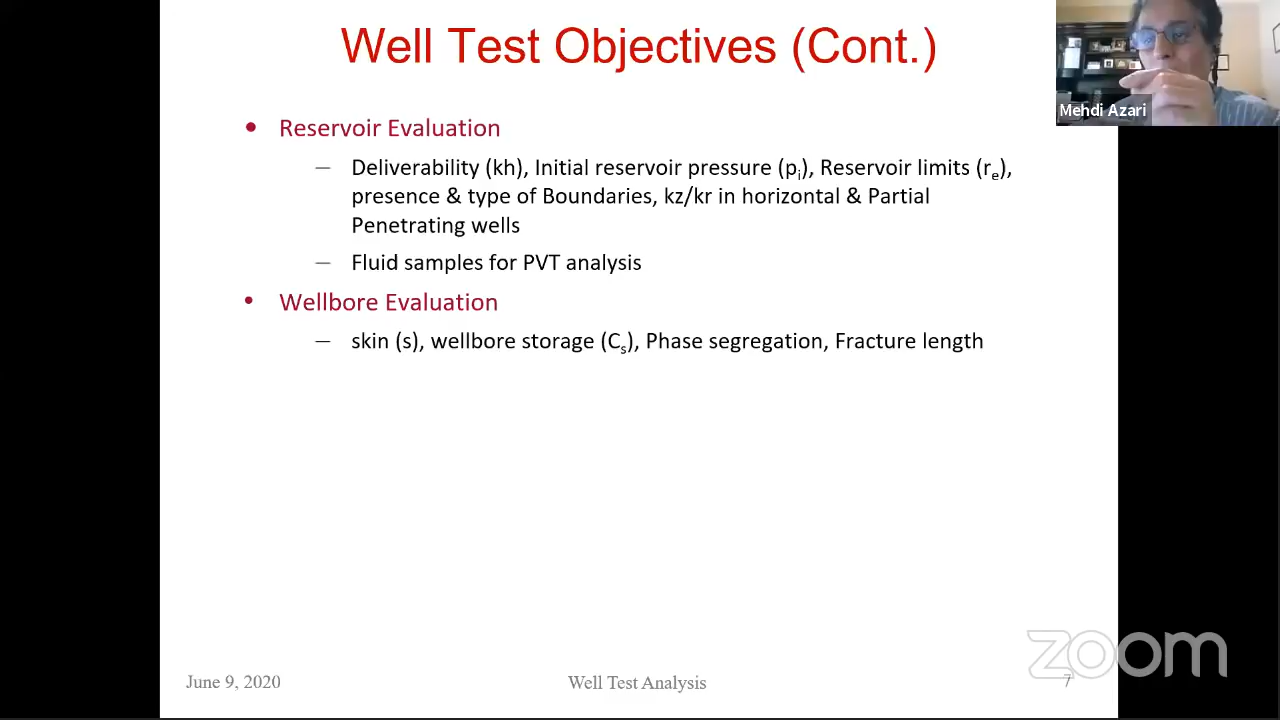 Well Test Objectives (Cont.)
Mehdi Azari
• Reservoir Evaluation
– Deliverability (kh), Initial reservoir pressure (pi), Reservoir limits (re),
presence & type of Boundaries, kz/kr in horizontal & Partial
Penetrating wells
– Fluid samples for PVT analysis
• Wellbore Evaluation
– skin (s), wellbore storage (Cs), Phase segregation, Fracture length
zoom
June 9, 2020
Well Test Analysis
7